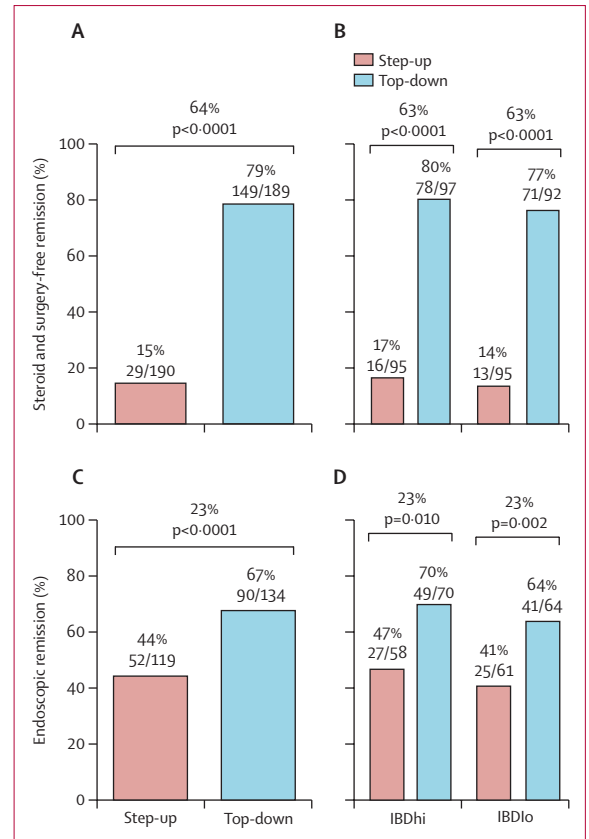 A
64%
p<0·0001
Steroid and surgery-free remission (%)
100
80
60
40
20
0
15%
29/190
79%
149/189
B
Step-up
Top-down
63%
p<0·0001
63%
p<0·0001
17%
16/95
80%
78/97
14%
13/95
77%
71/92
C
23%
p<0·0001
Endoscopic remission (%)
100
80
60
40
20
0
44%
52/119
67%
90/134
Step-up
Top-down
D
23%
p=0·010
23%
p=0·002
47%
27/58
70%
49/70
41%
25/61
64%
41/64
IBDhi
IBDlo